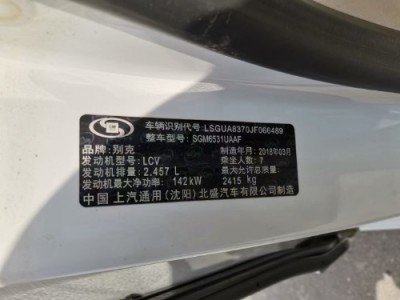 车辆识别代号:LSGUA8370JF066489
整车型号: SGM6531UAAF
品牌:别克 制造年月:2018年03月
发动机型号:LCV 乘坐人数: 7
发动机排量:2.457 L 最大允许总质量:
发动机最大净功率: 142kW 2415 kg
中国 上汽通用(沈阳)北盛汽车有限公司制造